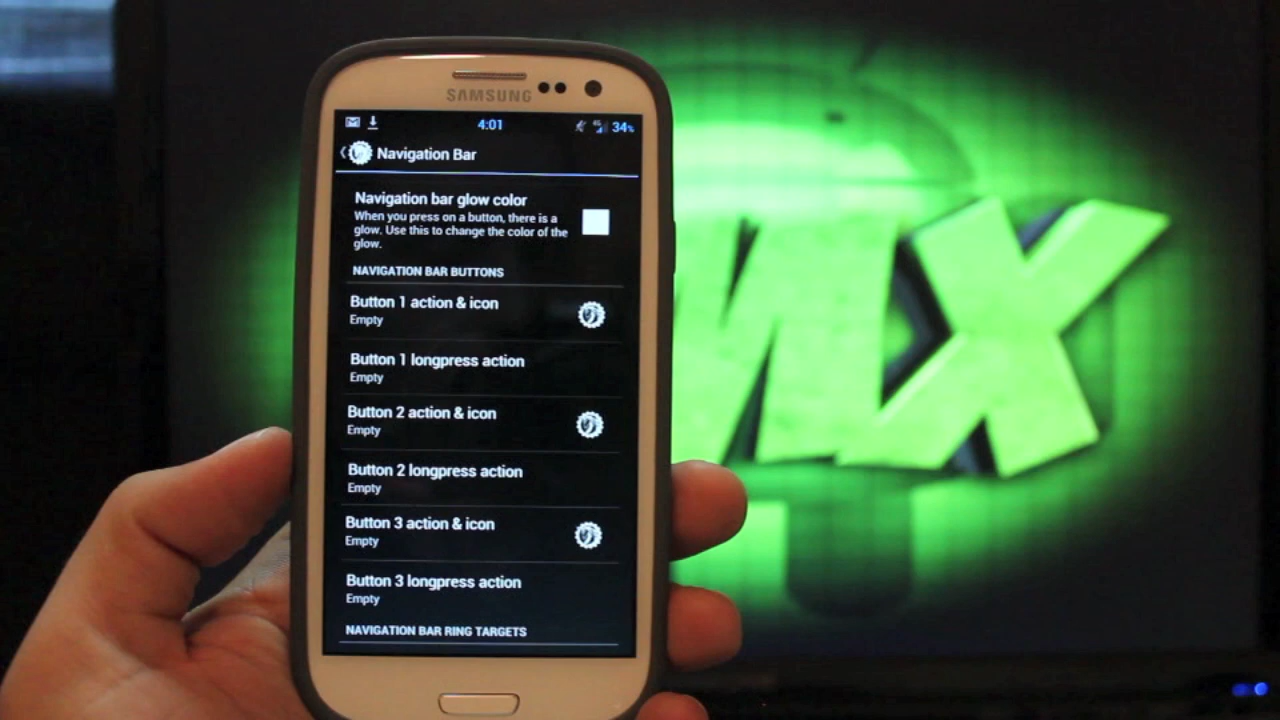 SAMSUNG
4:01
4G
34%
Navigation Bar
Navigation bar glow color
When you press on a button, there is a
glow. Use this to change the color of the
glow.
NAVIGATION BAR BUTTONS
Button 1 action & icon
Empty
Button 1 longpress action
Empty
Button 2 action & icon
Empty
Button 2 longpress action
Empty
Button 3 action & icon
Empty
Button 3 longpress action
Empty
NAVIGATION BAR RING TARGETS
X